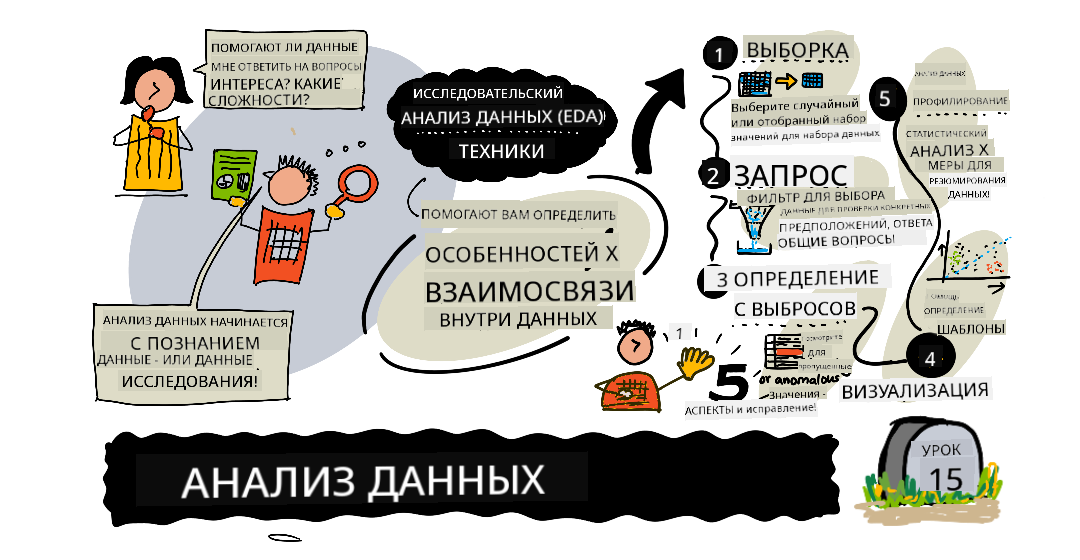 ПОМОГАЮТ ЛИ ДАННЫЕ
МНЕ ОТВЕТИТЬ НА ВОПРОСЫ
ИНТЕРЕСА? КАКИЕ
СЛОЖНОСТИ?
АНАЛИЗ ДАННЫХ НАЧИНАЕТСЯ
С ПОЗНАНИЕМ
ДАННЫЕ - ИЛИ ДАННЫЕ
ИССЛЕДОВАНИЯ!
ИССЛЕДОВАТЕЛЬСКИЙ
АНАЛИЗ ДАННЫХ (EDA)
ТЕХНИКИ
ПОМОГАЮТ ВАМ ОПРЕДЕЛИТЬ
ОСОБЕННОСТЕЙ X
ВЗАИМОСВЯЗИ
ВНУТРИ ДАННЫХ
1 ВЫБОРКА
Выберите случайный
или отобранный набор
значений для набора данных
2 ЗАПРОС
ФИЛЬТР ДЛЯ ВЫБОРА
ДАННЫЕ ДЛЯ ПРОВЕРКИ КОНКРЕТНЫХ
ПРЕДПОЛОЖЕНИЙ, ОТВЕТА
ОБЩИЕ ВОПРОСЫ
3 ОПРЕДЕЛЕНИЕ
С ВЫБРОСОВ
1
5
для
пропущенные
or anomalous
Значения -
АСПЕКТЫ и исправление!
4
ВИЗУАЛИЗАЦИЯ
ПОМОЩЬ
ОПРЕДЕЛЕНИЕ
ШАБЛОНЫ
АНАЛИЗ ДАННЫХ
5 ПРОФИЛИРОВАНИЕ
СТАТИСТИЧЕСКИЙ
АНАЛИЗ X
МЕРЫ ДЛЯ
РЕЗЮМИРОВАНИЯ
ДАННЫХ!
АНАЛИЗ ДАННЫХ
УРОК
15